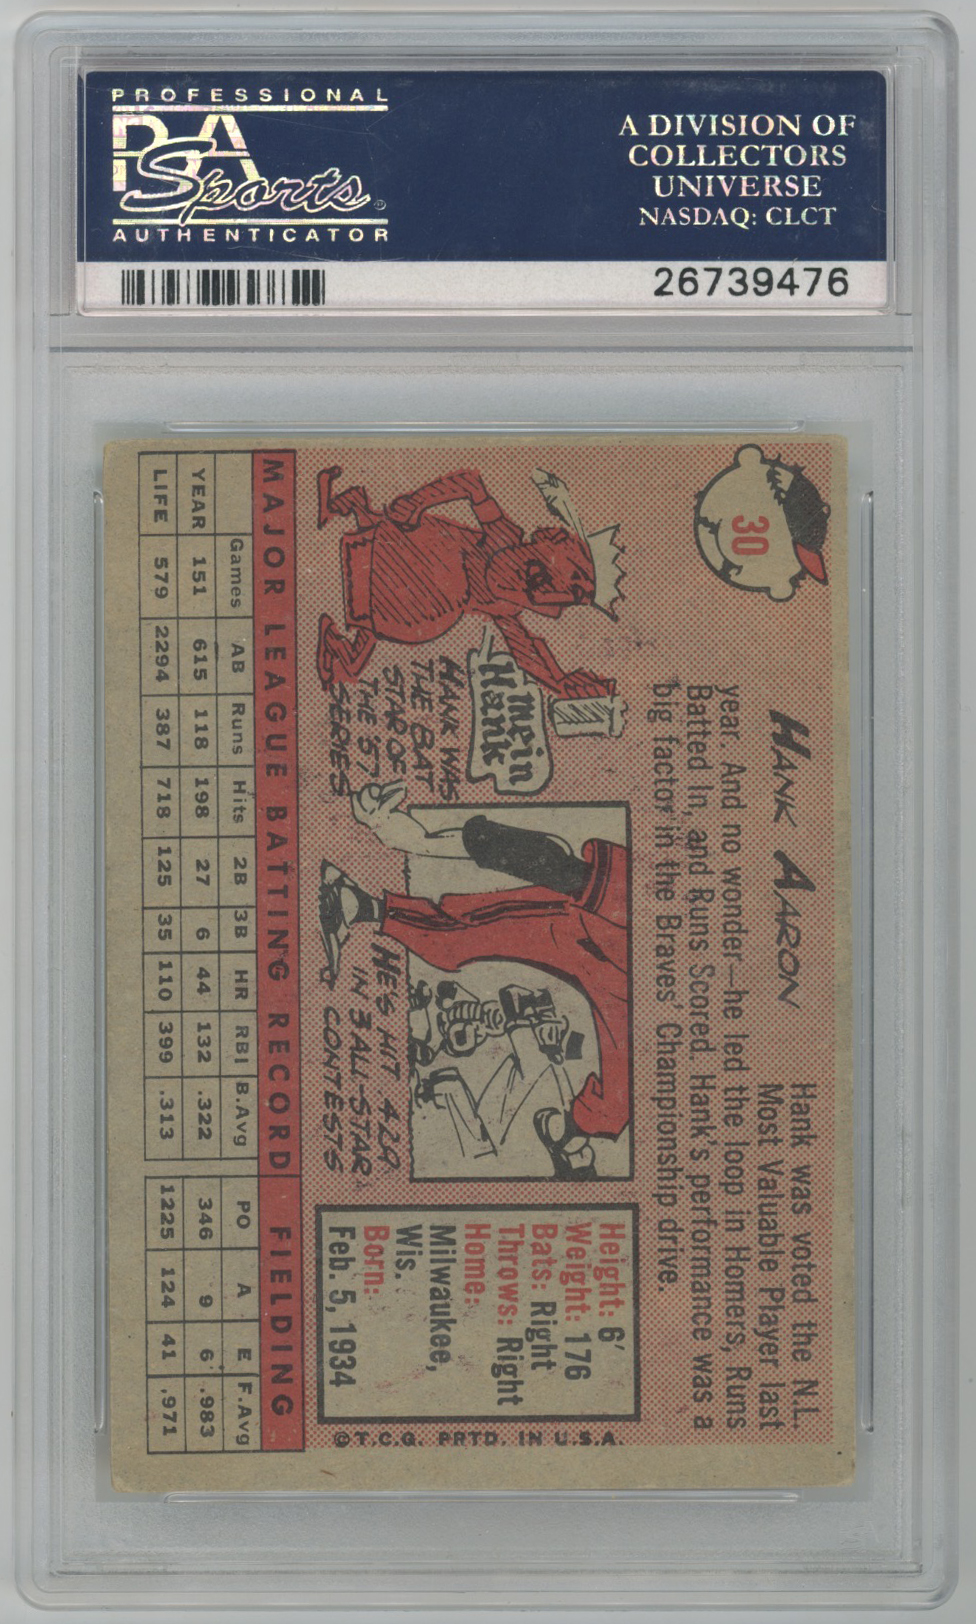 PROFESSIONAL
PSA
Sports
AUTHENTICATOR
A DIVISION OF
COLLECTORS
UNIVERSE
NASDAQ: CLCT
26739476
30
HANK AARON
Hank was voted the N.L.
Most Valuable Player last
year. And no wonder—he led the loop in Homers, Runs
Batted In, and Runs Scored. Hank's performance was a
big factor in the Braves' Championship drive.
mein
Hank
HANK WAS
THE BAT
STAR OF
THE '57
SERIES
HE'S HIT .429
IN 3 ALL-STAR
CONTESTS
Height: 6'
Weight: 176
Bats: Right
Throws: Right
Home:
Milwaukee,
Wis.
Born:
Feb. 5, 1934
©T.C.G. PRTD. IN U.S.A.
MAJOR LEAGUE BATTING RECORD FIELDING
Games AB Runs Hits 2B 3B HR RBI B.Avg PO A E F.Avg
YEAR 151 615 118 198 27 6 44 132 .322 346 9 6 .983
LIFE 579 2294 387 718 125 35 110 399 .313 1225 124 41 .971